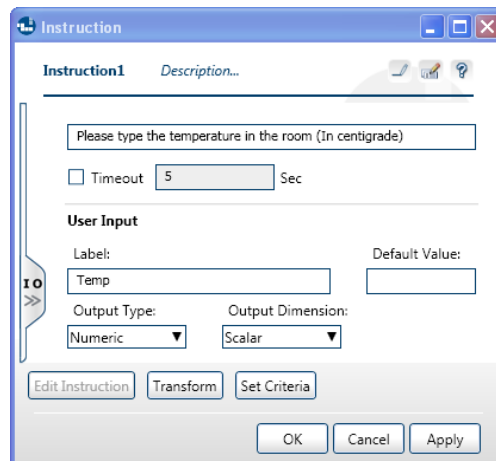 Instruction
Instruction1 Description...
Please type the temperature in the room (In centigrade)
Timeout 5 Sec
User Input
Label: Default Value:
I O
Temp
Output Type: Output Dimension:
Numeric Scalar
Edit Instruction Transform Set Criteria
OK Cancel Apply